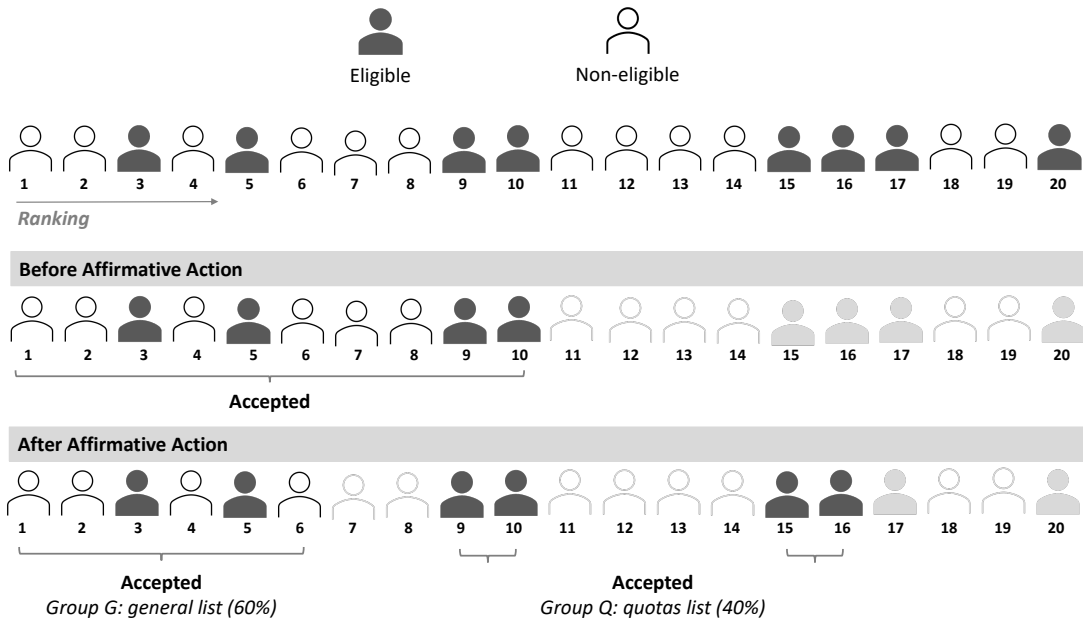 Eligible Non-eligible
1 2 3 4 5 6 7 8 9 10 11 12 13 14 15 16 17 18 19 20
Ranking
Before Affirmative Action
1 2 3 4 5 6 7 8 9 10 11 12 13 14 15 16 17 18 19 20
Accepted
After Affirmative Action
1 2 3 4 5 6 7 8 9 10 11 12 13 14 15 16 17 18 19 20
Accepted Accepted
Group G: general list (60%) Group Q: quotas list (40%)